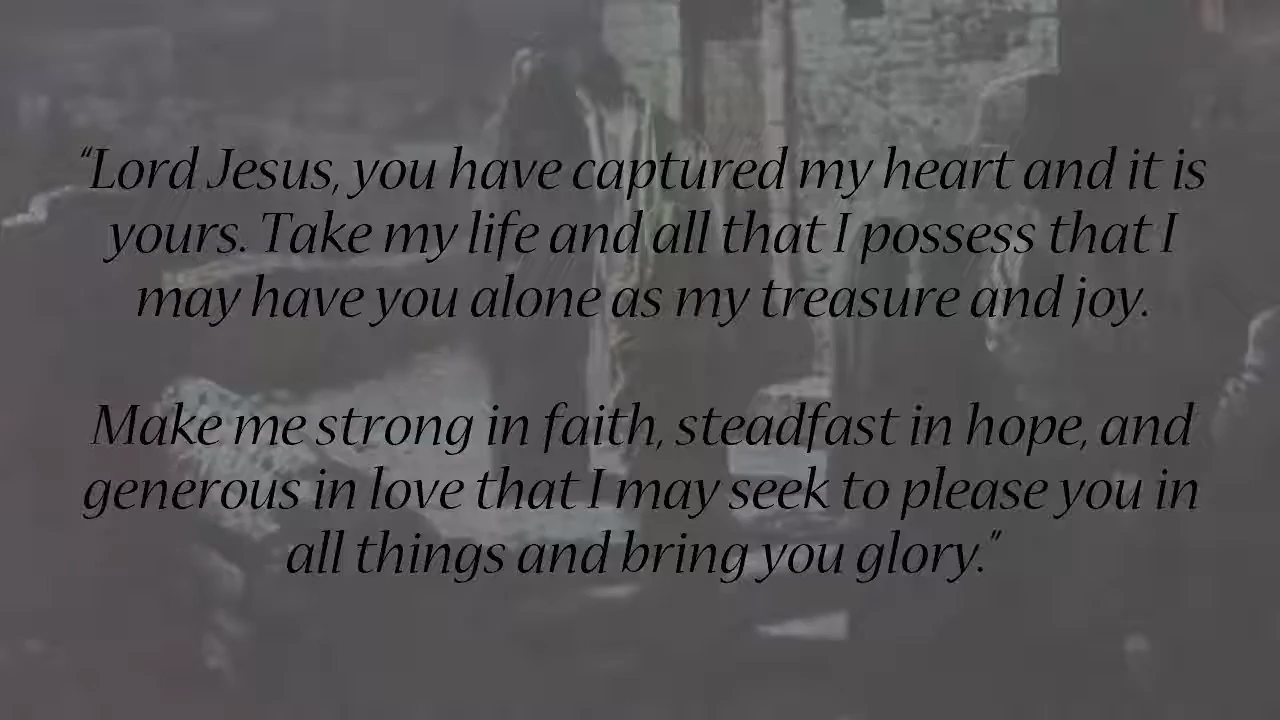 “Lord Jesus, you have captured my heart and it is
yours. Take my life and all that I possess that I
may have you alone as my treasure and joy.
Make me strong in faith, steadfast in hope, and
generous in love that I may seek to please you in
all things and bring you glory.”